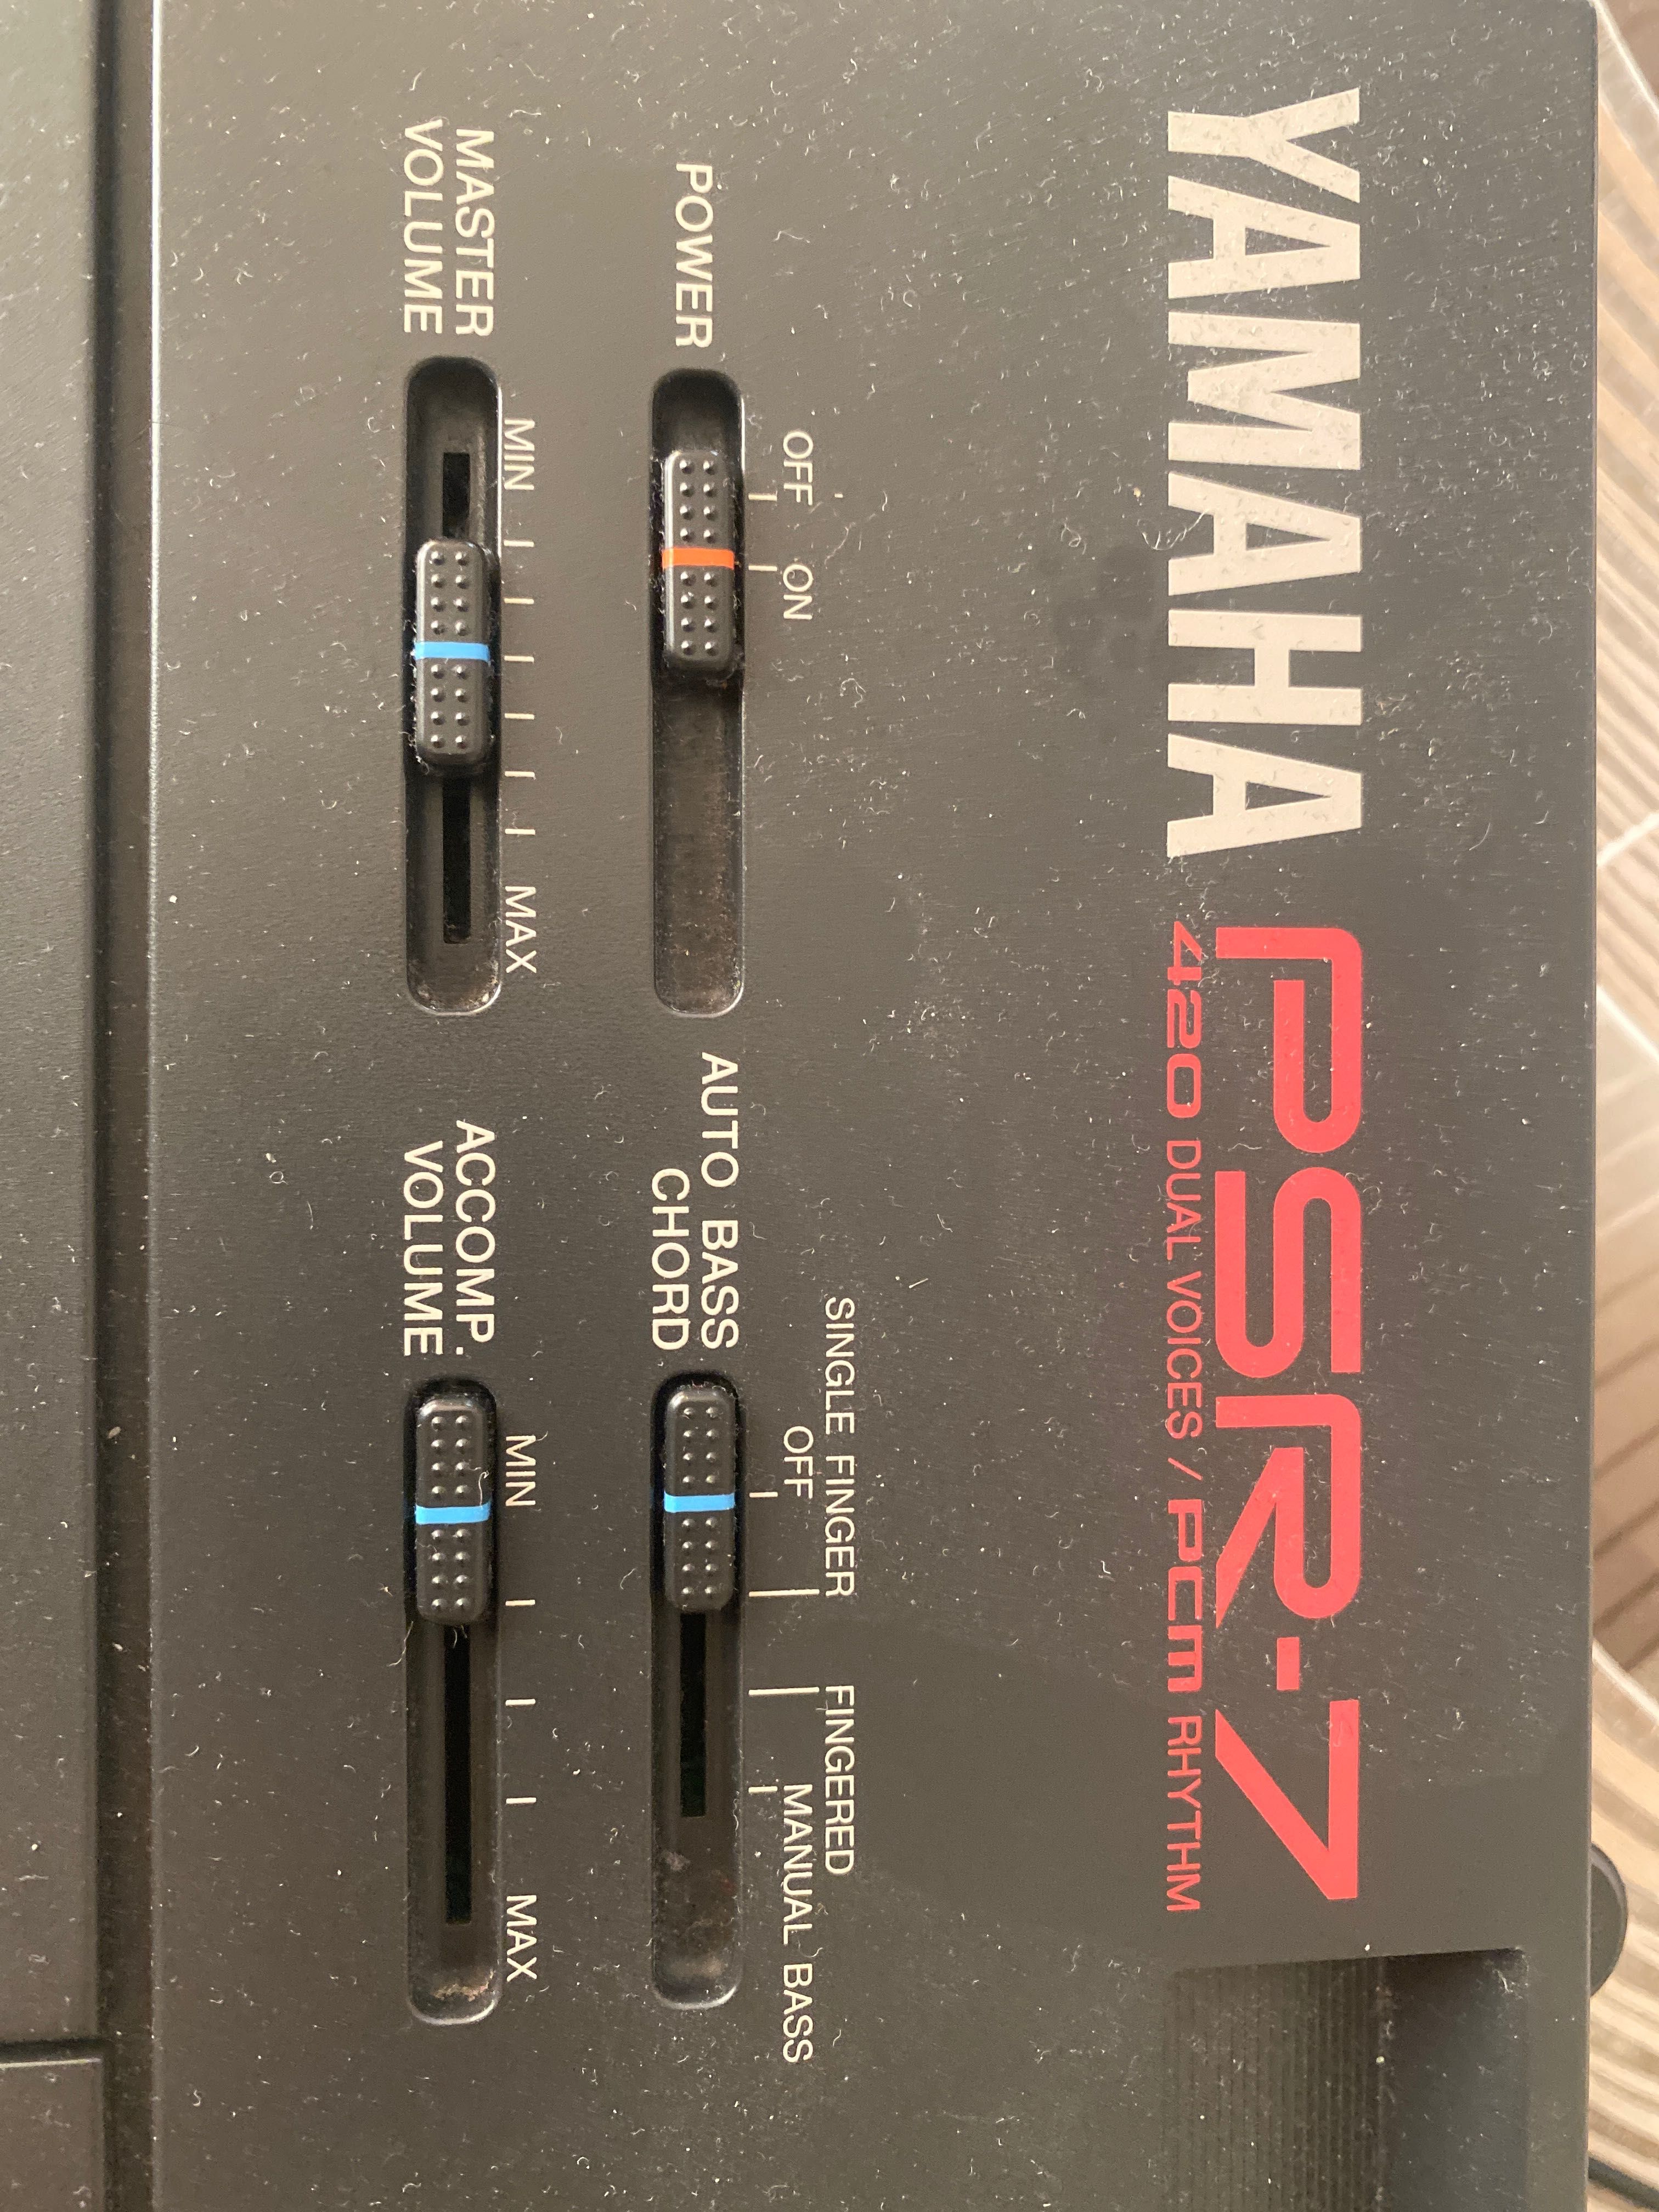 YAMAHA PSR-7
420 DUAL VOICES / PCM RHYTHM
SINGLE FINGER FINGERED
OFF ON
OFF MANUAL BASS
POWER
AUTO BASS
CHORD
MIN MAX
MIN MAX
MASTER
VOLUME
ACCOMP.
VOLUME